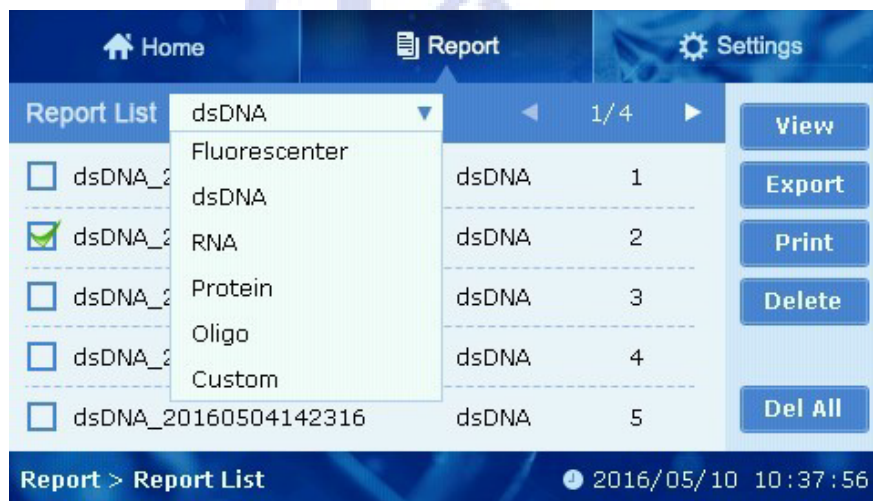 Home Report Settings
Report List dsDNA 1/4
View
Fluorescenter
dsDNA_2 dsDNA 1
Export
dsDNA
dsDNA_2 RNA dsDNA 2
Print
dsDNA_2 Protein dsDNA 3
Delete
Oligo
dsDNA_2 dsDNA 4
Custom
dsDNA_20160504142316 dsDNA 5
Del All
Report > Report List 2016/05/10 10:37:56